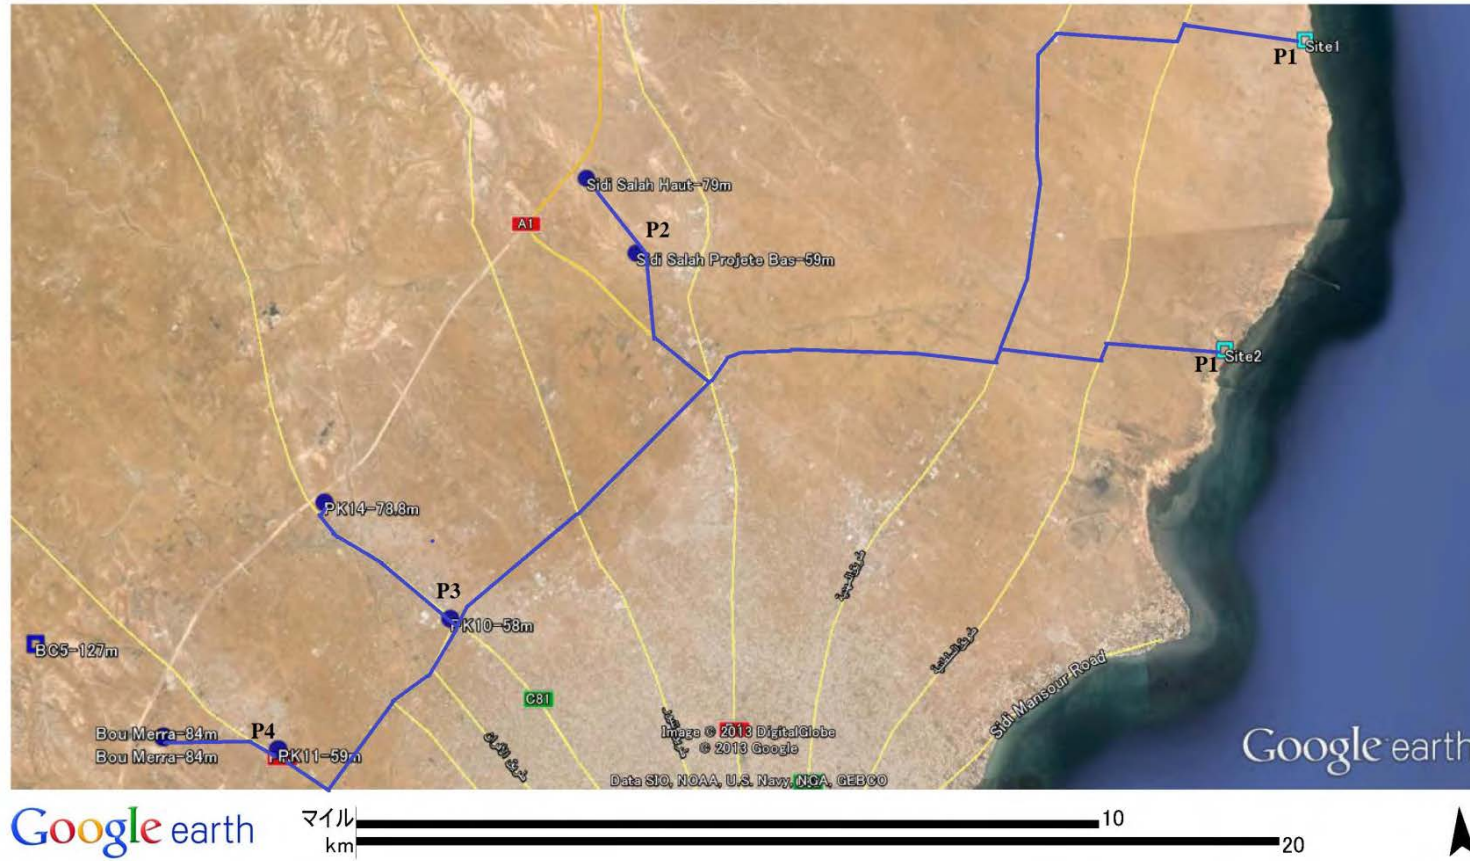 Site1
P1
Sidi Salah Haut-79m
A1
P2
Sidi Salah Projete Bas-59m
Site2
P1
PK14-78.8m
P3
PK10-58m
BC5-127m
C81
Sidi Mansour Road
Bou Merra-84m
P4
Bou Merra-84m
PK11-59m
Image © 2013 DigitalGlobe
© 2013 Google
Data SIO, NOAA, U.S. Navy, NGA, GEBCO
Google earth
Google earth
マイル 10
km 20